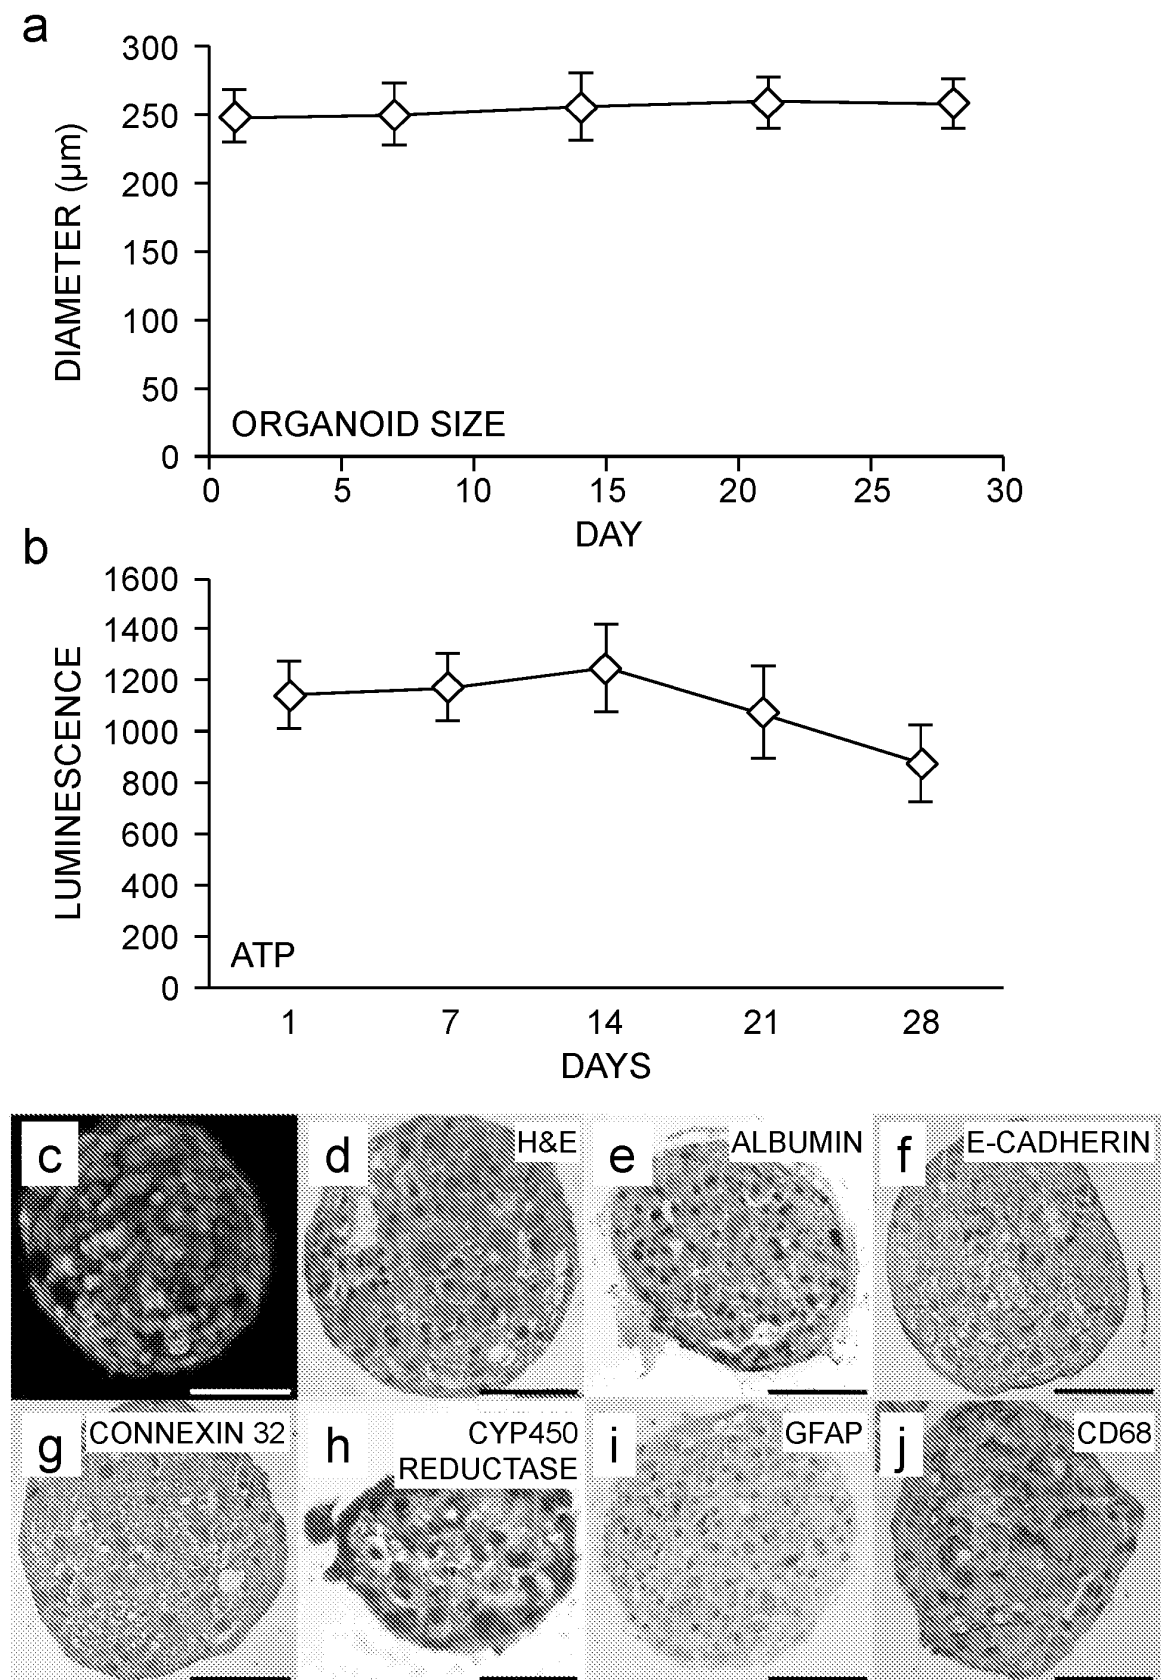 a
300
250
200
150
100
50
0
DIAMETER (µm)
ORGANOID SIZE
0 5 10 15 20 25 30
DAY
b
1600
1400
1200
1000
800
600
400
200
0
LUMINESCENCE
ATP
1 7 14 21 28
DAYS
c
d H&E
e ALBUMIN
f E-CADHERIN
g CONNEXIN 32
h CYP450
REDUCTASE
i GFAP
j CD68